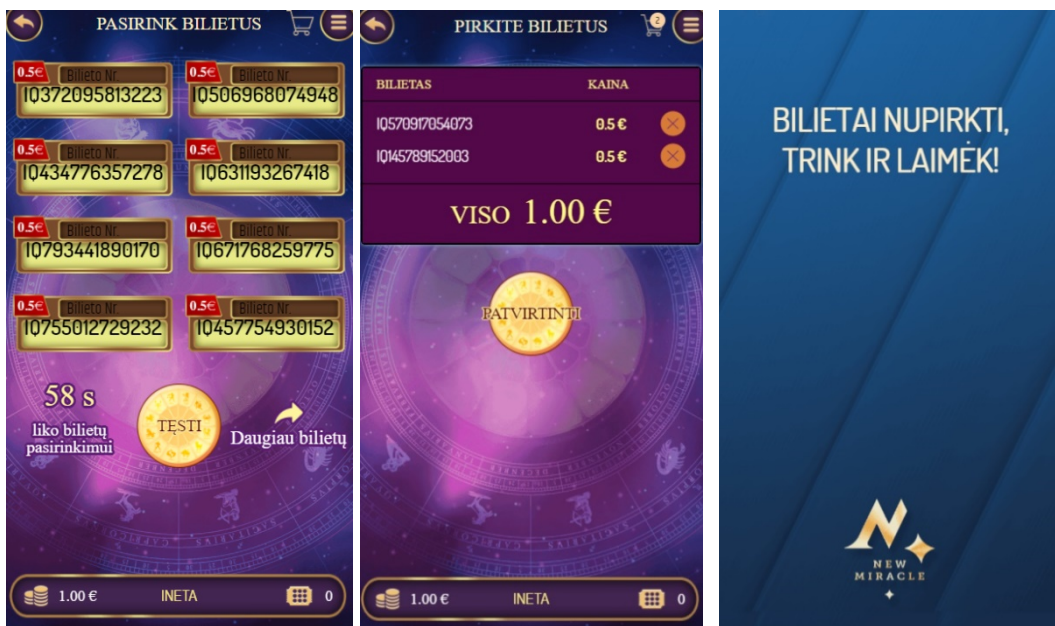 PASIRINK BILIETUS
0.5€ Bilieto Nr.
IQ372095813223
0.5€ Bilieto Nr.
IQ506968074948
0.5€ Bilieto Nr.
IQ434776357278
0.5€ Bilieto Nr.
IQ631193267418
0.5€ Bilieto Nr.
IQ793441890170
0.5€ Bilieto Nr.
IQ671768259775
0.5€ Bilieto Nr.
IQ755012729232
0.5€ Bilieto Nr.
IQ457754930152
58 s
liko bilietų
pasirinkimui
TĘSTI
Daugiau bilietų
1.00 € INETA 0
PIRKITE BILIETUS 2
BILIETAS KAINA
IQ570917054073 0.5 €
IQ145789152003 0.5 €
VISO 1.00 €
PATVIRTINTI
1.00 € INETA 0
BILIETAI NUPIRKTI,
TRINK IR LAIMĖK!
N
NEW
MIRACLE